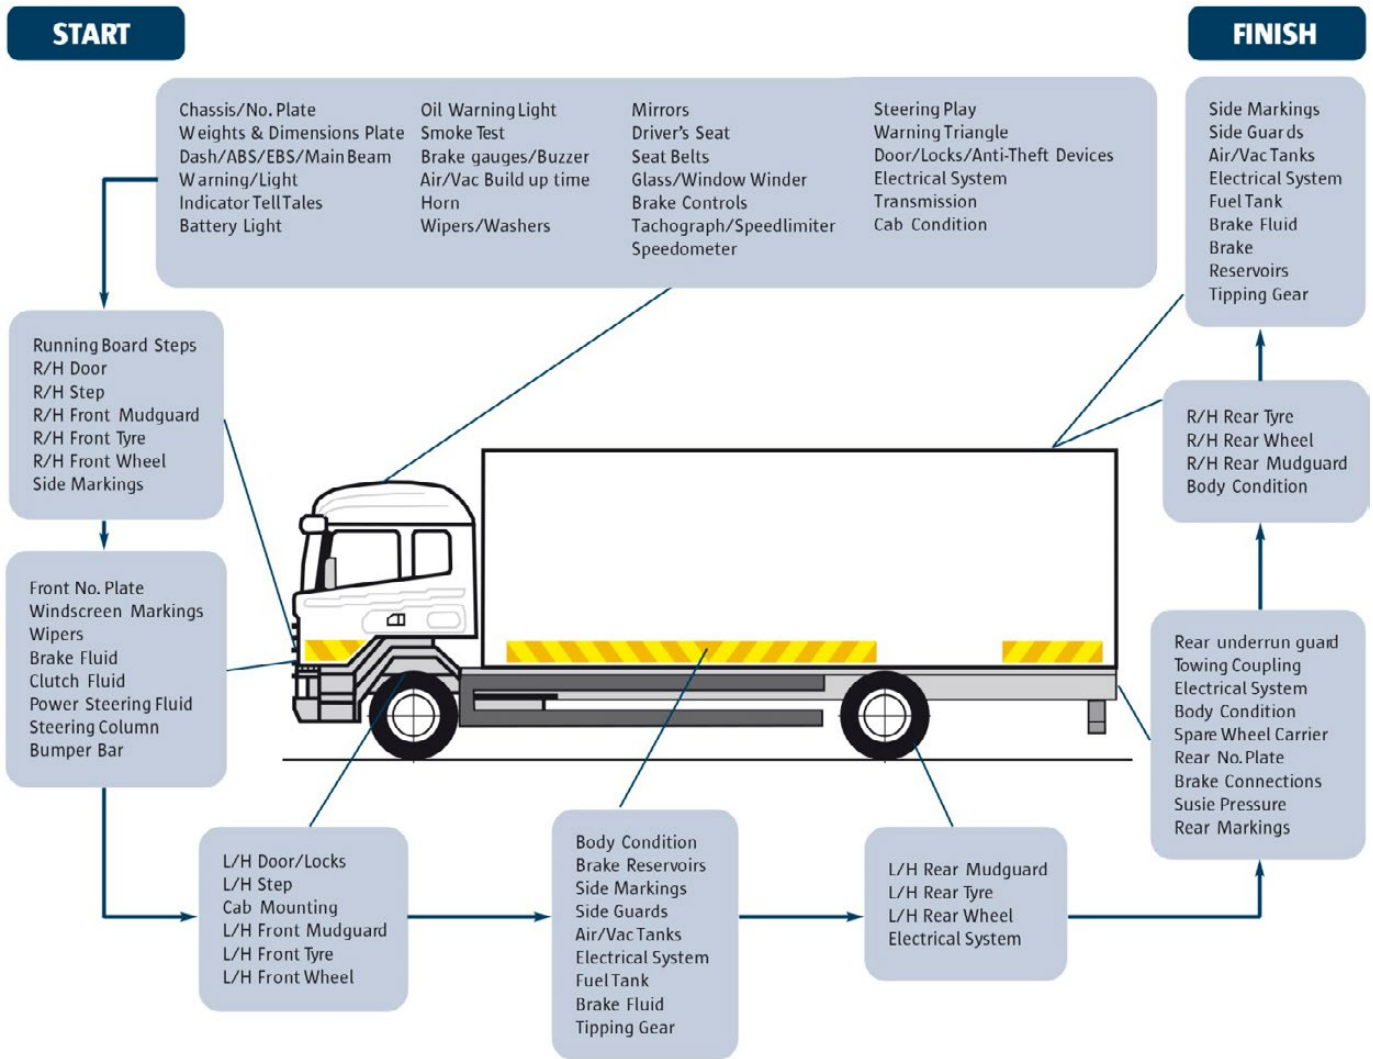 START
FINISH
Chassis/No. Plate
Weights & Dimensions Plate
Dash/ABS/EBS/Main Beam
Warning/Light
Indicator Tell Tales
Battery Light
Oil Warning Light
Smoke Test
Brake gauges/Buzzer
Air/Vac Build up time
Horn
Wipers/Washers
Mirrors
Driver's Seat
Seat Belts
Glass/Window Winder
Brake Controls
Tachograph/Speedlimiter
Speedometer
Steering Play
Warning Triangle
Door/Locks/Anti-Theft Devices
Electrical System
Transmission
Cab Condition
Running Board Steps
R/H Door
R/H Step
R/H Front Mudguard
R/H Front Tyre
R/H Front Wheel
Side Markings
Front No. Plate
Windscreen Markings
Wipers
Brake Fluid
Clutch Fluid
Power Steering Fluid
Steering Column
Bumper Bar
L/H Door/Locks
L/H Step
Cab Mounting
L/H Front Mudguard
L/H Front Tyre
L/H Front Wheel
Body Condition
Brake Reservoirs
Side Markings
Side Guards
Air/Vac Tanks
Electrical System
Fuel Tank
Brake Fluid
Tipping Gear
L/H Rear Mudguard
L/H Rear Tyre
L/H Rear Wheel
Electrical System
Rear underrun guard
Towing Coupling
Electrical System
Body Condition
Spare Wheel Carrier
Rear No. Plate
Brake Connections
Susie Pressure
Rear Markings
R/H Rear Tyre
R/H Rear Wheel
R/H Rear Mudguard
Body Condition
Side Markings
Side Guards
Air/Vac Tanks
Electrical System
Fuel Tank
Brake Fluid
Brake
Reservoirs
Tipping Gear